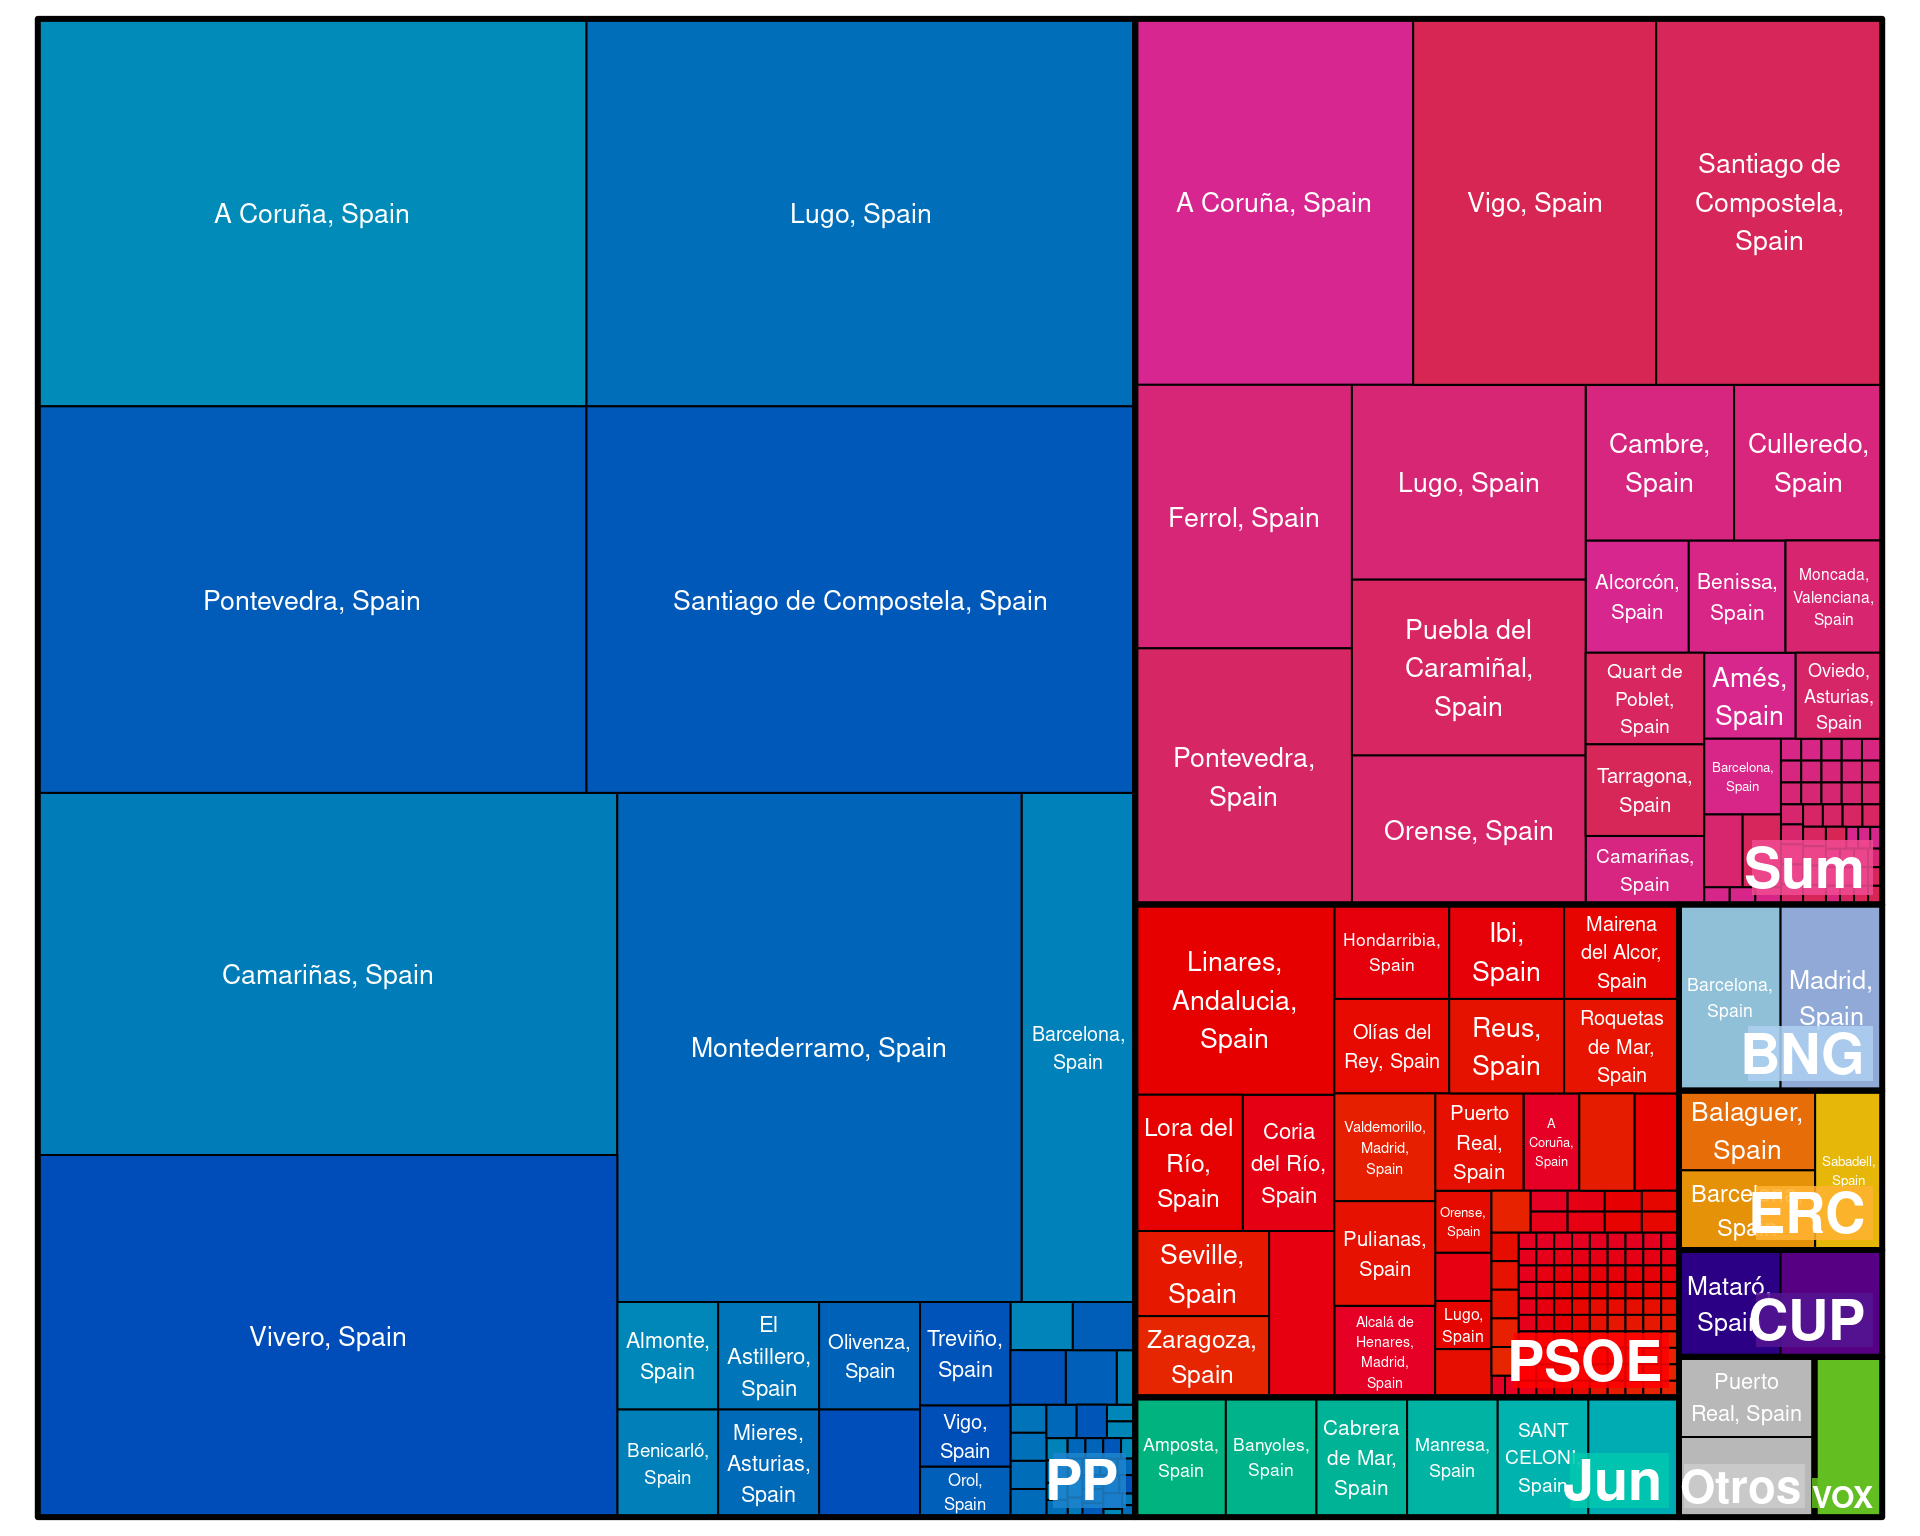 A Coruña, Spain
Lugo, Spain
Pontevedra, Spain
Santiago de Compostela, Spain
Camariñas, Spain
Montederramo, Spain
Barcelona,
Spain
Vivero, Spain
Almonte,
Spain
El
Astillero,
Spain
Olivenza,
Spain
Treviño,
Spain
Benicarló,
Spain
Mieres,
Asturias,
Spain
Vigo,
Spain
Orol,
Spain
PP
A Coruña, Spain
Vigo, Spain
Santiago de
Compostela,
Spain
Ferrol, Spain
Lugo, Spain
Cambre,
Spain
Culleredo,
Spain
Alcorcón,
Spain
Benissa,
Spain
Moncada,
Valenciana,
Spain
Puebla del
Caramiñal,
Spain
Quart de
Poblet,
Spain
Amés,
Spain
Oviedo,
Asturias,
Spain
Pontevedra,
Spain
Tarragona,
Spain
Barcelona,
Spain
Orense, Spain
Camariñas,
Spain
Sum
Linares,
Andalucia,
Spain
Hondarribia,
Spain
Ibi,
Spain
Mairena
del Alcor,
Spain
Olías del
Rey, Spain
Reus,
Spain
Roquetas
de Mar,
Spain
Lora del
Río,
Spain
Coria
del Río,
Spain
Valdemorillo,
Madrid,
Spain
Puerto
Real,
Spain
A
Coruña,
Spain
Seville,
Spain
Pulianas,
Spain
Orense,
Spain
Zaragoza,
Spain
Alcalá de
Henares,
Madrid,
Spain
Lugo,
Spain
PSOE
Barcelona,
Spain
Madrid,
Spain
BNG
Balaguer,
Spain
Barcelona,
Spain
Sabadell,
Spain
ERC
Mataró,
Spain
CUP
Amposta,
Spain
Banyoles,
Spain
Cabrera
de Mar,
Spain
Manresa,
Spain
SANT
CELONI
Spain
Jun
Puerto
Real, Spain
Otros
VOX